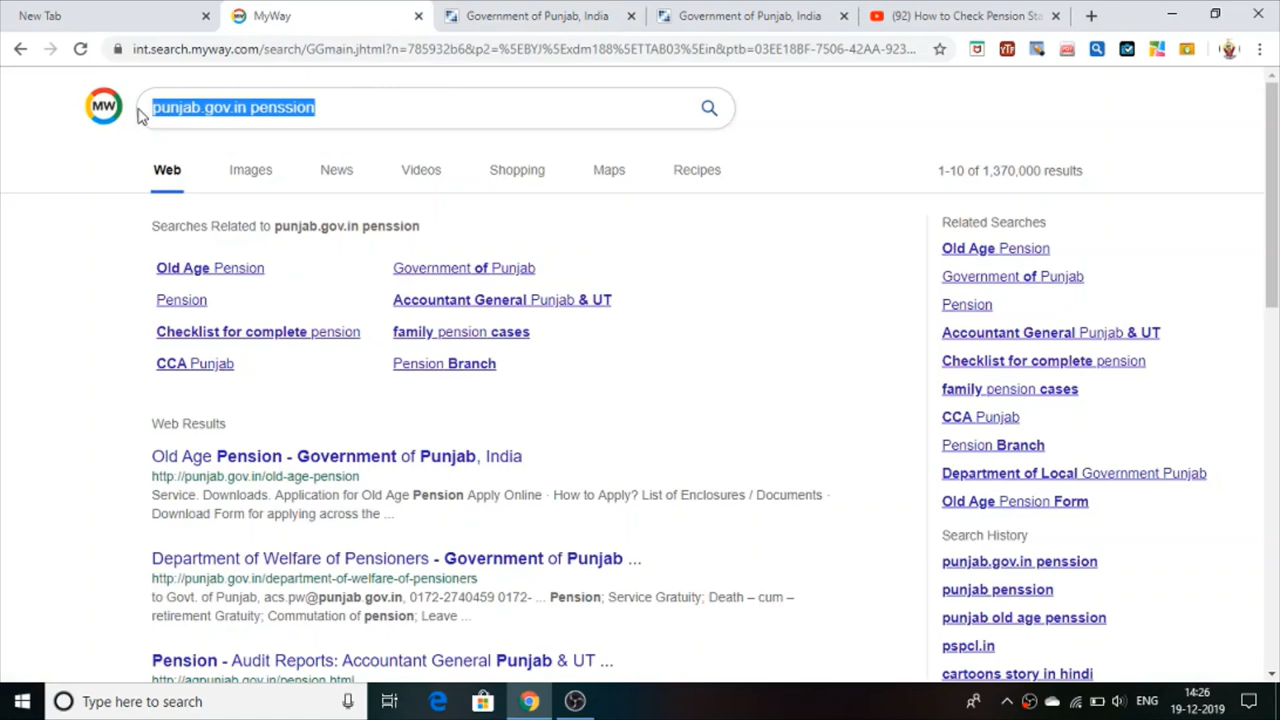 New Tab
MyWay
Government of Punjab, India
Government of Punjab, India
(92) How to Check Pension Sta
int.search.myway.com/search/GGmain.jhtml?n=785932b6&p2=%5EBYJ%5Exdm188%5ETTAB03%5Ein&ptb=03EE18BF-7506-42AA-923...
MW
punjab.gov.in penssion
Web Images News Videos Shopping Maps Recipes
1-10 of 1,370,000 results
Searches Related to punjab.gov.in penssion
Old Age Pension
Government of Punjab
Pension
Accountant General Punjab & UT
Checklist for complete pension
family pension cases
CCA Punjab
Pension Branch
Web Results
Old Age Pension - Government of Punjab, India
http://punjab.gov.in/old-age-pension
Service. Downloads. Application for Old Age Pension Apply Online · How to Apply? List of Enclosures / Documents ·
Download Form for applying across the ...
Department of Welfare of Pensioners - Government of Punjab ...
http://punjab.gov.in/department-of-welfare-of-pensioners
to Govt. of Punjab, acs.pw@punjab.gov.in, 0172-2740459 0172- ... Pension; Service Gratuity; Death – cum –
retirement Gratuity; Commutation of pension; Leave ...
Pension - Audit Reports: Accountant General Punjab & UT ...
http://agpunjab.gov.in/pension.html
Related Searches
Old Age Pension
Government of Punjab
Pension
Accountant General Punjab & UT
Checklist for complete pension
family pension cases
CCA Punjab
Pension Branch
Department of Local Government Punjab
Old Age Pension Form
Search History
punjab.gov.in penssion
punjab penssion
punjab old age penssion
pspcl.in
cartoons story in hindi
Type here to search
ENG
14:26
19-12-2019